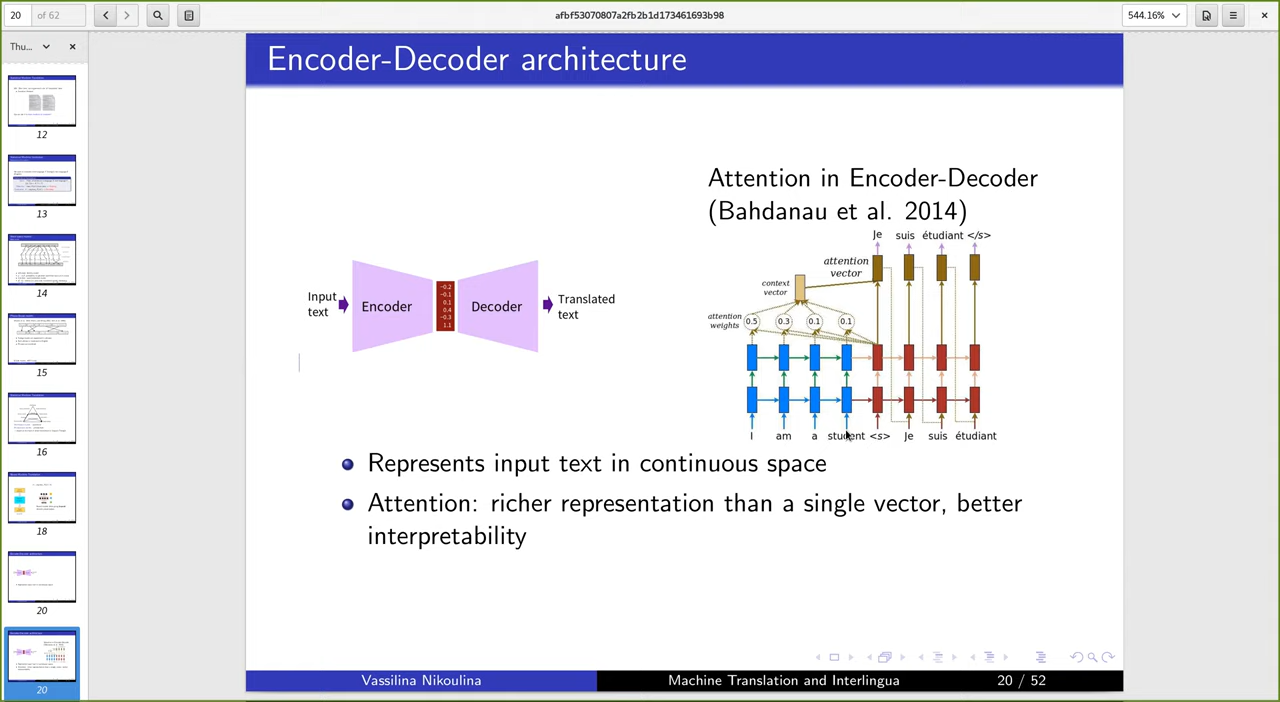 20 of 62
afbf53070807a2fb2b1d173461693b98
544.16%
Thu...
12
13
14
15
16
18
20
20
Encoder-Decoder architecture
Attention in Encoder-Decoder
(Bahdanau et al. 2014)
Je suis étudiant </s>
attention
vector
context
vector
attention
weights
0.5 0.3 0.1 0.1
I am a student <s> Je suis étudiant
Input
text
Encoder
−0.2
−0.1
0.1
0.4
−0.3
1.1
Decoder
Translated
text
Represents input text in continuous space
Attention: richer representation than a single vector, better
interpretability
Vassilina Nikoulina
Machine Translation and Interlingua
20 / 52